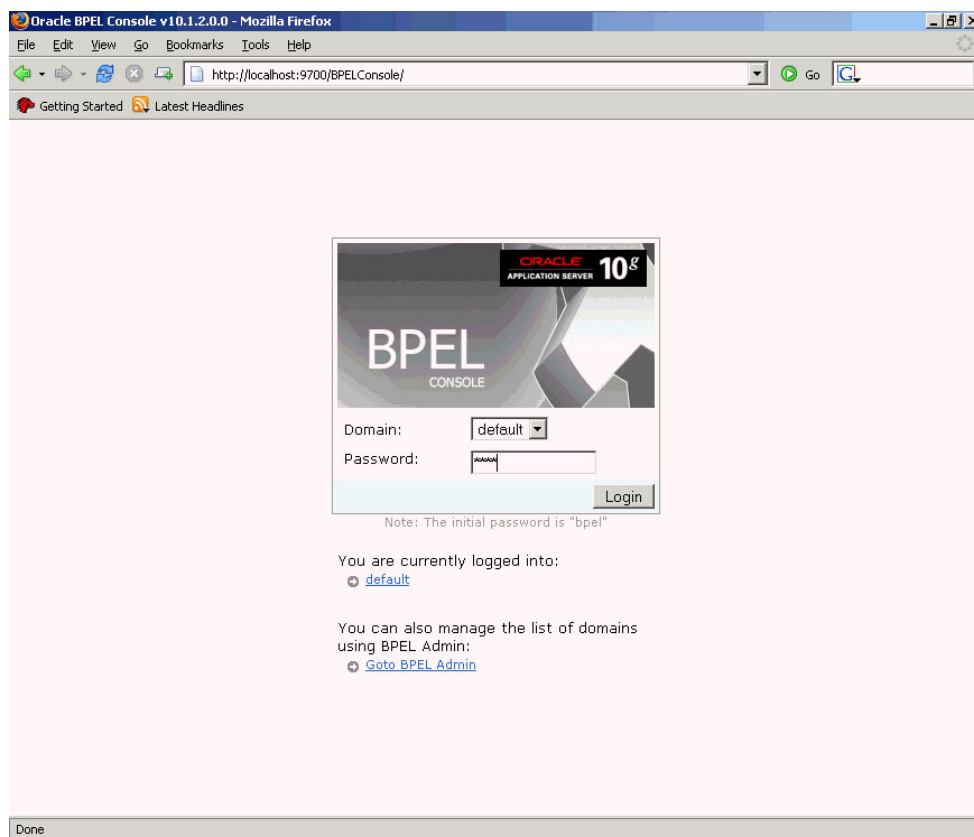 Oracle BPEL Console v10.1.2.0.0 - Mozilla Firefox
File Edit View Go Bookmarks Tools Help
http://localhost:9700/BPELConsole/ Go G
Getting Started Latest Headlines
ORACLE
APPLICATION SERVER 10g
BPEL
CONSOLE
Domain: default
Password: ****
Login
Note: The initial password is "bpel"
You are currently logged into:
default
You can also manage the list of domains
using BPEL Admin:
Goto BPEL Admin
Done